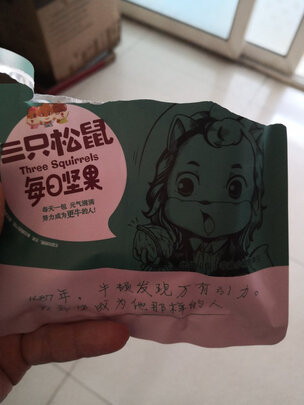 三只松鼠
Three Squirrels
每日坚果
每天一包 元气满满
努力成为更牛的人!
年，牛顿发现万有引力。
成为他那样的人